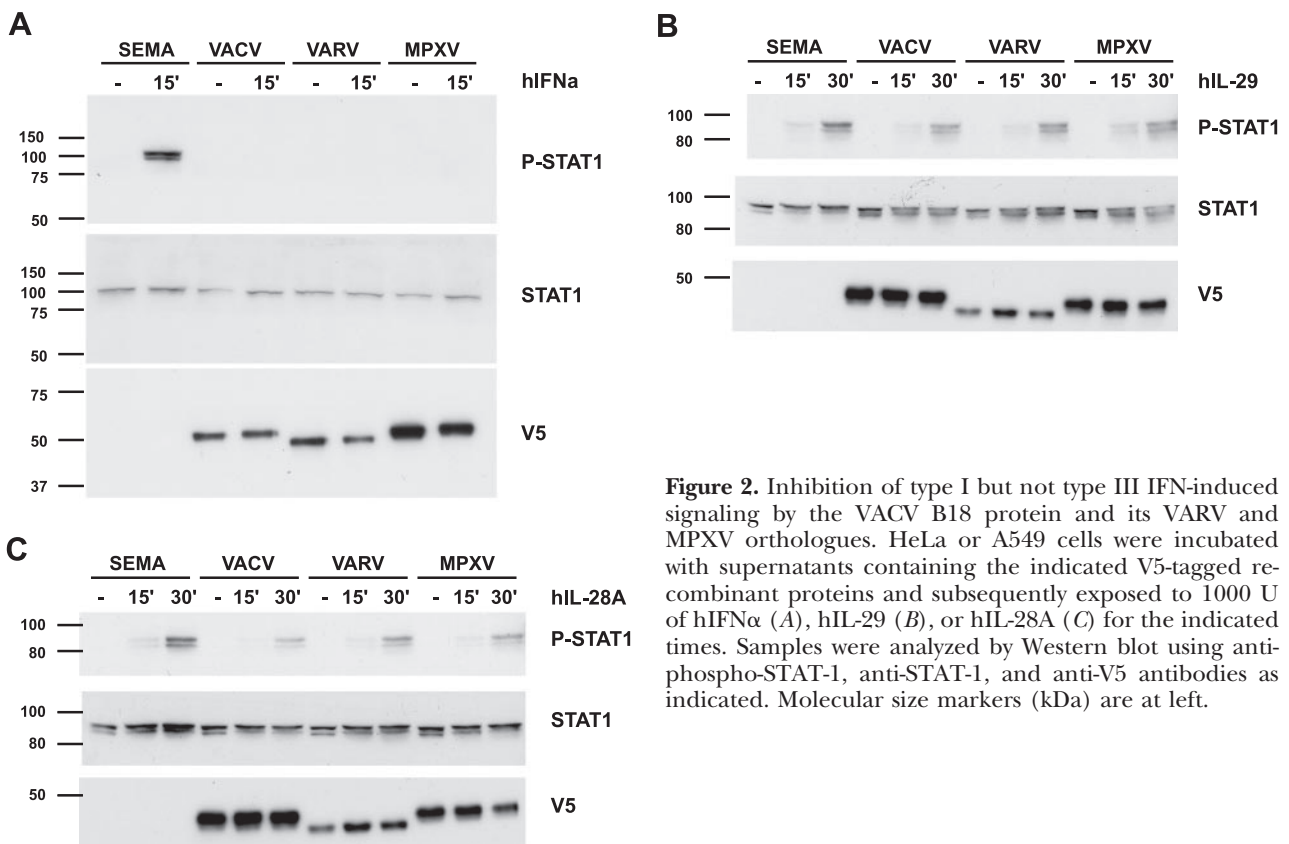 A
SEMA VACV VARV MPXV
- 15' - 15' - 15' - 15' hIFNa
150
100
75
50
P-STAT1
150
100
75
50
STAT1
75
50
37
V5
B
SEMA VACV VARV MPXV
- 15' 30' - 15' 30' - 15' 30' - 15' 30' hIL-29
100
80
P-STAT1
100
80
STAT1
50
V5
C
SEMA VACV VARV MPXV
- 15' 30' - 15' 30' - 15' 30' - 15' 30' hIL-28A
100
80
P-STAT1
100
80
STAT1
50
V5
Figure 2. Inhibition of type I but not type III IFN-induced
signaling by the VACV B18 protein and its VARV and
MPXV orthologues. HeLa or A549 cells were incubated
with supernatants containing the indicated V5-tagged re-
combinant proteins and subsequently exposed to 1000 U
of hIFNα (A), hIL-29 (B), or hIL-28A (C) for the indicated
times. Samples were analyzed by Western blot using anti-
phospho-STAT-1, anti-STAT-1, and anti-V5 antibodies as
indicated. Molecular size markers (kDa) are at left.